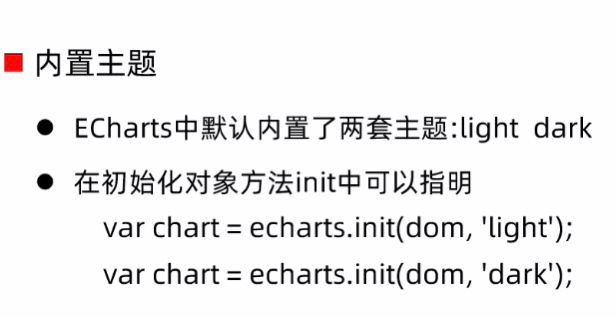 内置主题
ECharts中默认内置了两套主题:light dark
在初始化对象方法init中可以指明
var chart = echarts.init(dom, 'light');
var chart = echarts.init(dom, 'dark');